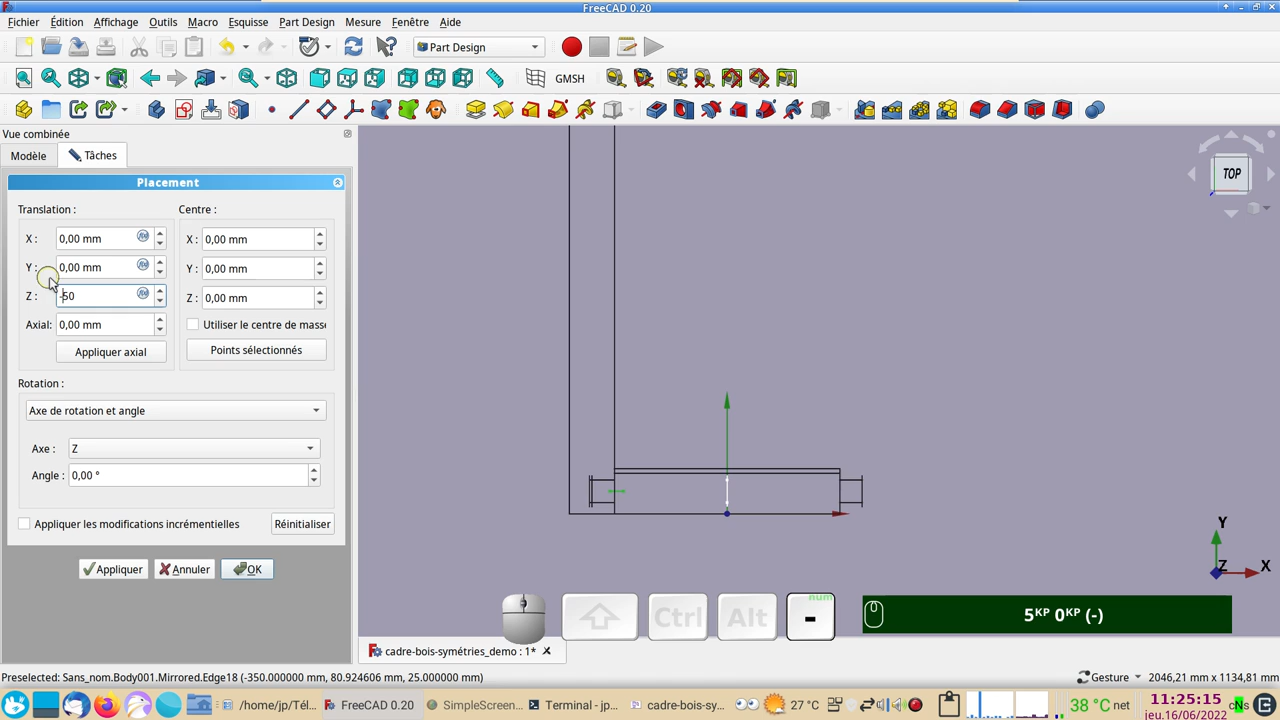 FreeCAD 0.20
Fichier Édition Affichage Outils Macro Esquisse Part Design Mesure Fenêtre Aide
Part Design
GMSH
Vue combinée
Modèle Tâches
Placement
Translation : Centre :
X : 0,00 mm X : 0,00 mm
Y : 0,00 mm Y : 0,00 mm
Z : -50 Z : 0,00 mm
Axial: 0,00 mm Utiliser le centre de masse
Appliquer axial Points sélectionnés
Rotation :
Axe de rotation et angle
Axe : Z
Angle : 0,00 °
Appliquer les modifications incrémentielles Réinitialiser
Appliquer Annuler OK
TOP
Y
Z X
num
Ctrl Alt -
5KP 0KP (-)
cadre-bois-symétries_demo : 1*
Preselected: Sans_nom.Body001.Mirrored.Edge18 (-350.000000 mm, 80.924606 mm, 25.000000 mm) Gesture 2046,21 mm x 1134,81 mm
/home/jp/Tél... FreeCAD 0.20 SimpleScreen... Terminal - jp... cadre-bois-sy... 27 °C 38 °C net 11:25:15
jeu.16/06/2022